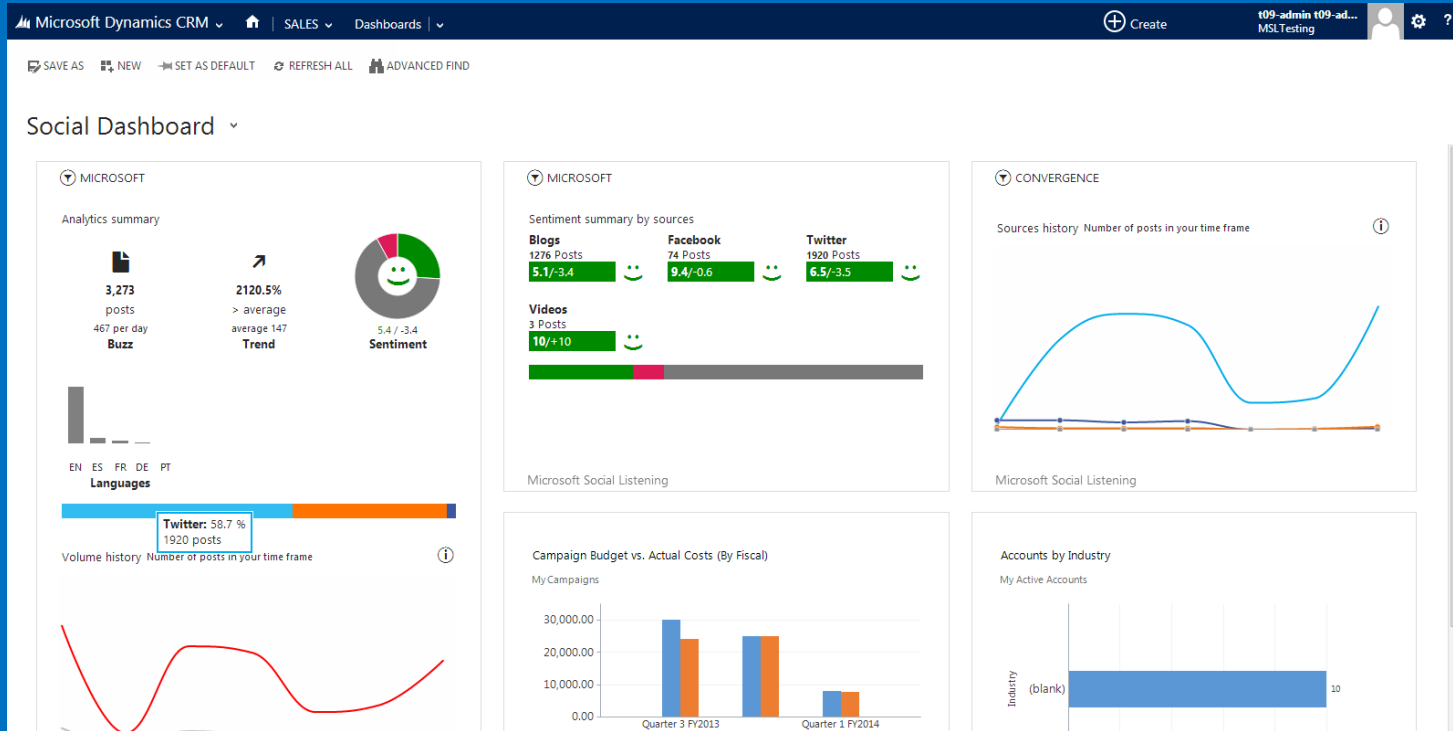 Microsoft Dynamics CRM
SALES
Dashboards
Create
t09-admin t09-ad...
MSLTesting
?
SAVE AS
NEW
SET AS DEFAULT
REFRESH ALL
ADVANCED FIND
Social Dashboard
MICROSOFT
Analytics summary
3,273
posts
467 per day
Buzz
2120.5%
> average
average 147
Trend
5.4 / -3.4
Sentiment
EN ES FR DE PT
Languages
Twitter: 58.7 %
1920 posts
Volume history Number of posts in your time frame
MICROSOFT
Sentiment summary by sources
Blogs
1276 Posts
5.1/-3.4
Facebook
74 Posts
9.4/-0.6
Twitter
1920 Posts
6.5/-3.5
Videos
3 Posts
10/+10
Microsoft Social Listening
CONVERGENCE
Sources history Number of posts in your time frame
Microsoft Social Listening
Campaign Budget vs. Actual Costs (By Fiscal)
My Campaigns
30,000.00
20,000.00
10,000.00
0.00
Quarter 3 FY2013
Quarter 1 FY2014
Accounts by Industry
My Active Accounts
Industry
(blank)
10